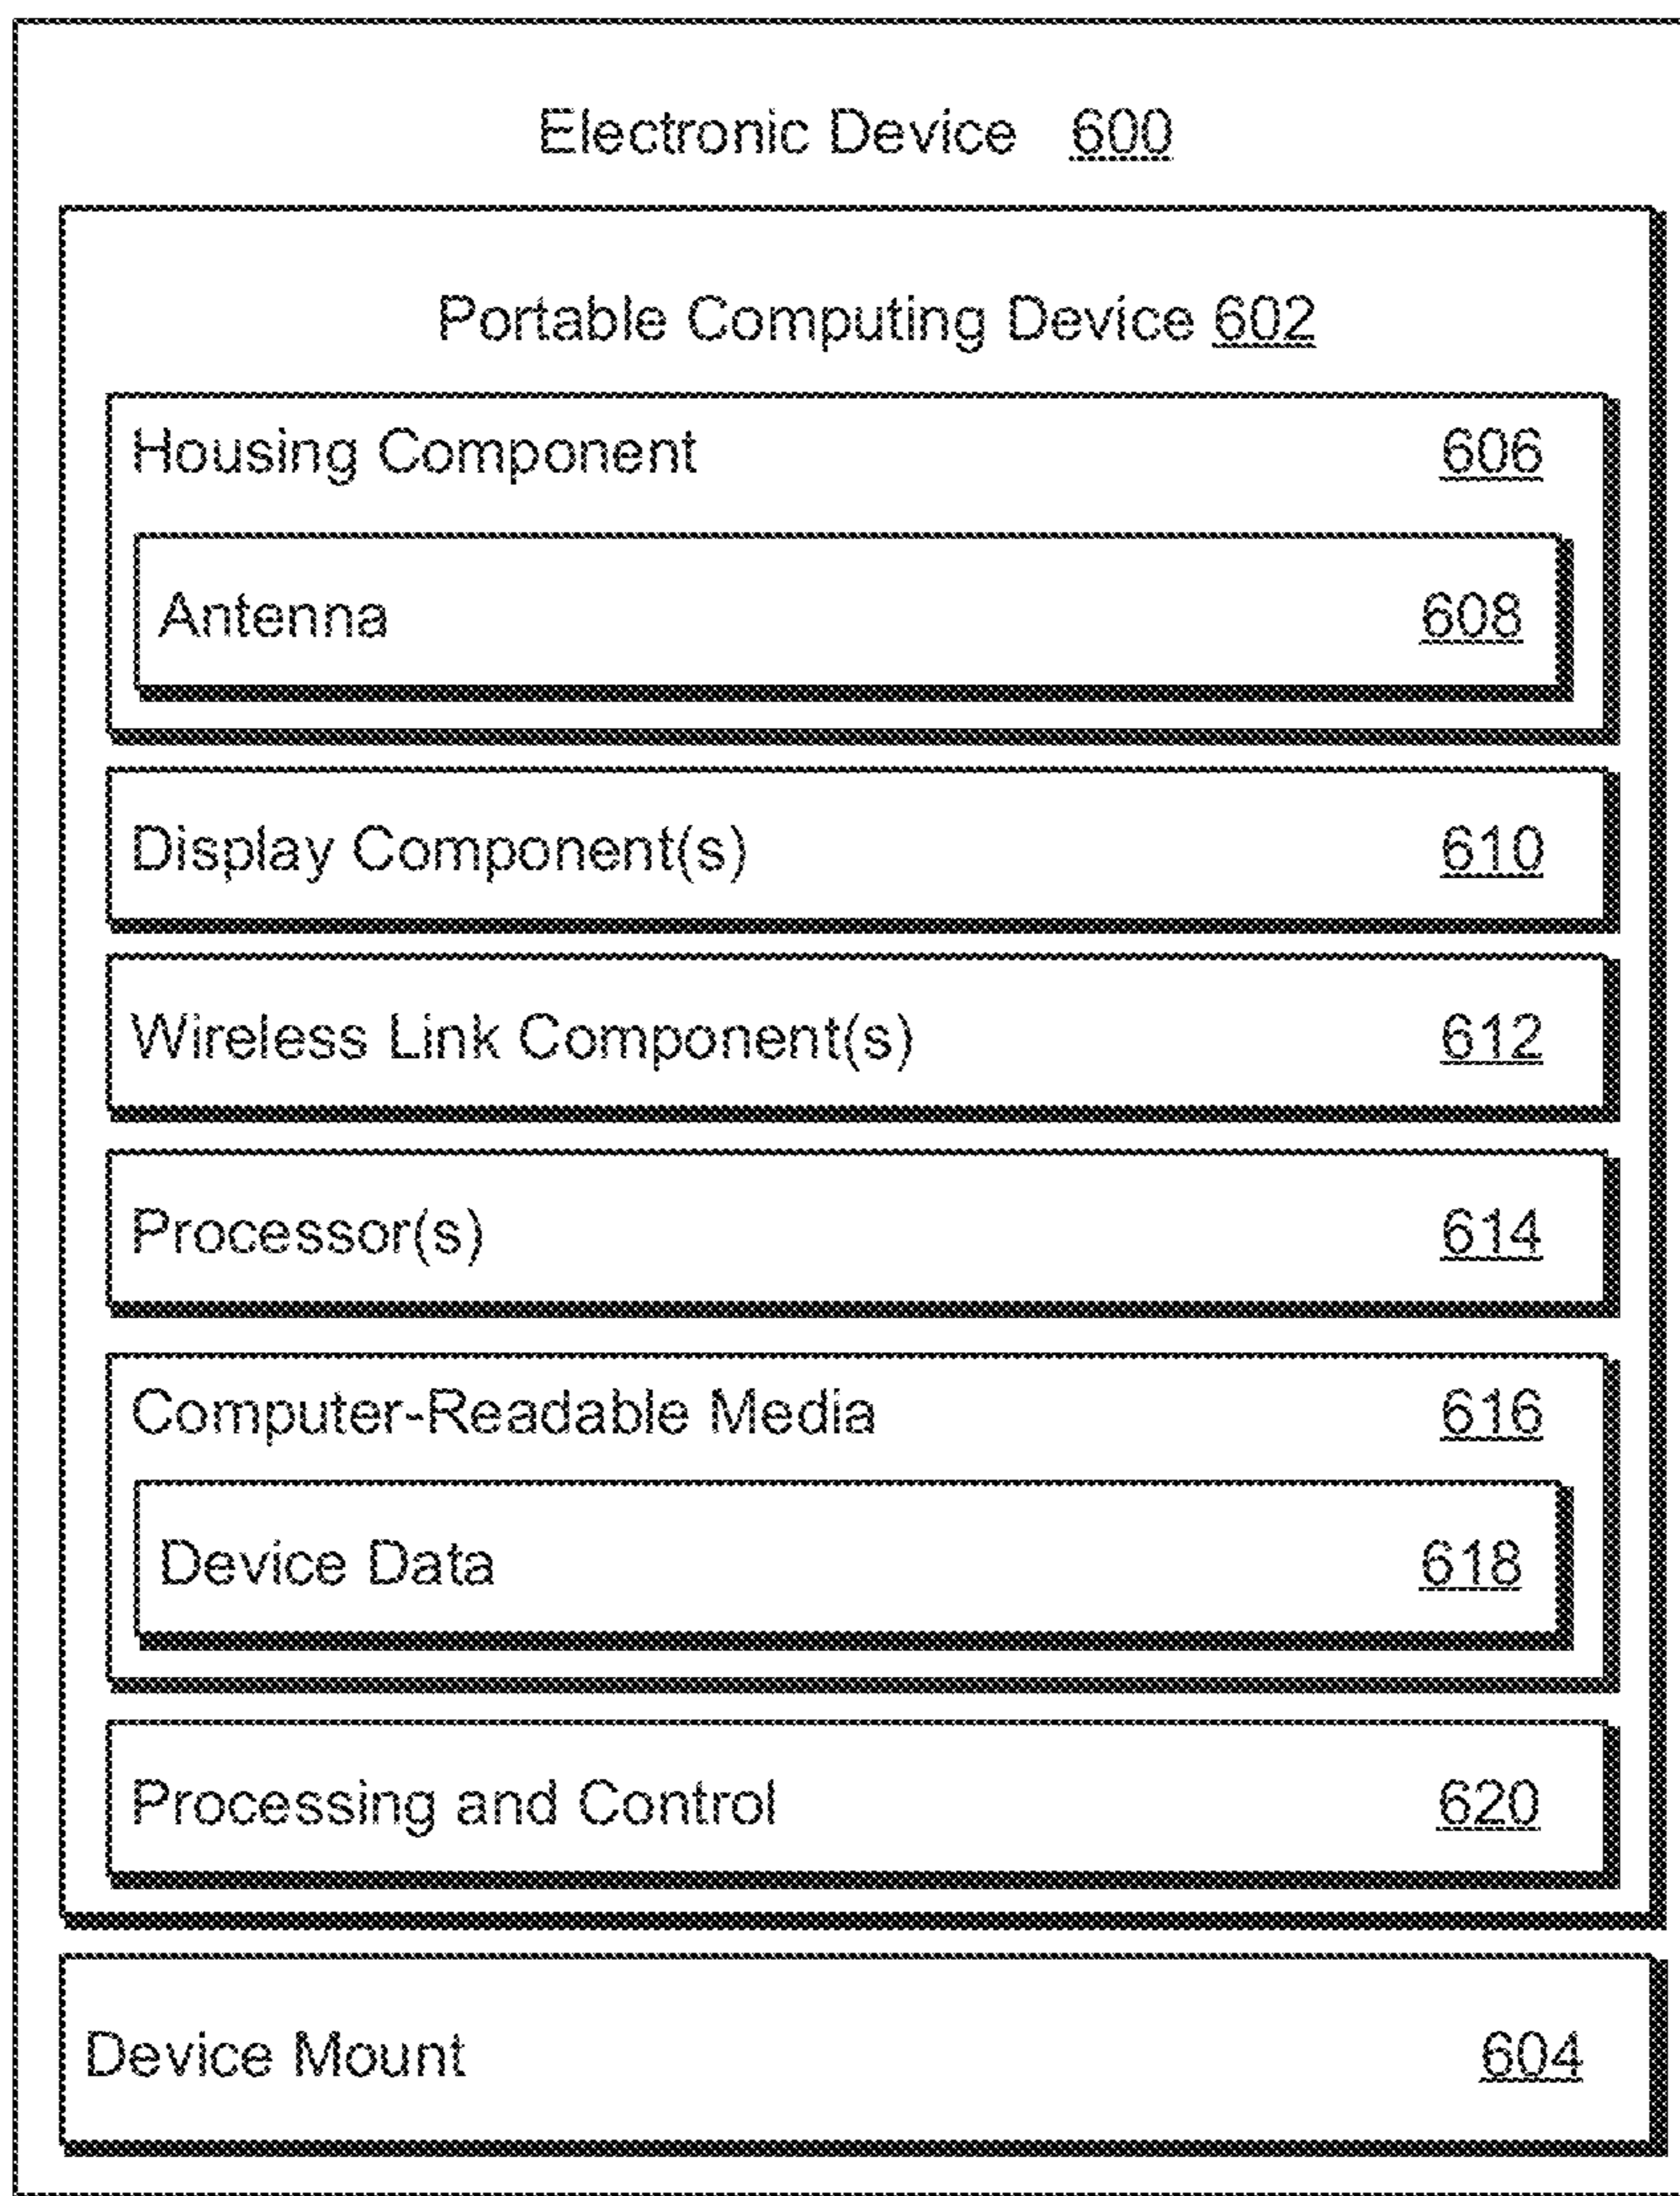 Electronic Device 600
Portable Computing Device 602
Housing Component 606
Antenna 608
Display Component(s) 610
Wireless Link Component(s) 612
Processor(s) 614
Computer-Readable Media 616
Device Data 618
Processing and Control 620
Device Mount 604